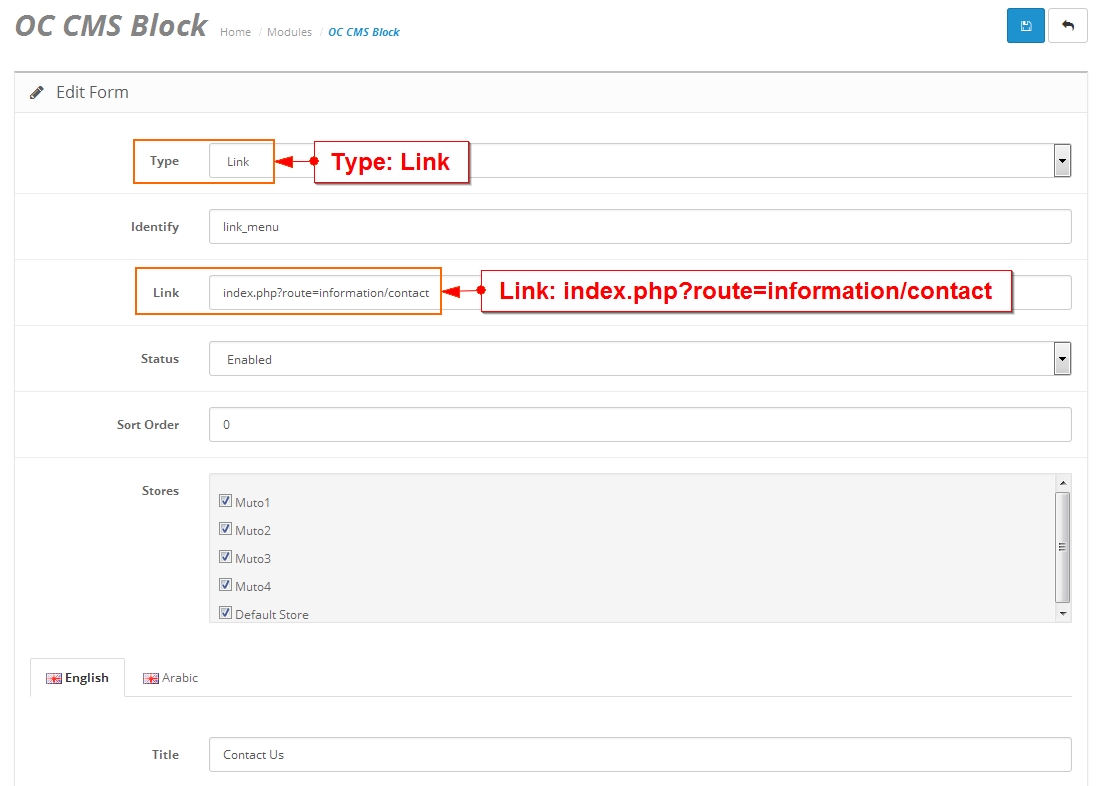 OC CMS Block Home / Modules / OC CMS Block
Edit Form
Type Link Type: Link
Identify link_menu
Link index.php?route=information/contact Link: index.php?route=information/contact
Status Enabled
Sort Order 0
Stores
Muto1
Muto2
Muto3
Muto4
Default Store
English Arabic
Title Contact Us